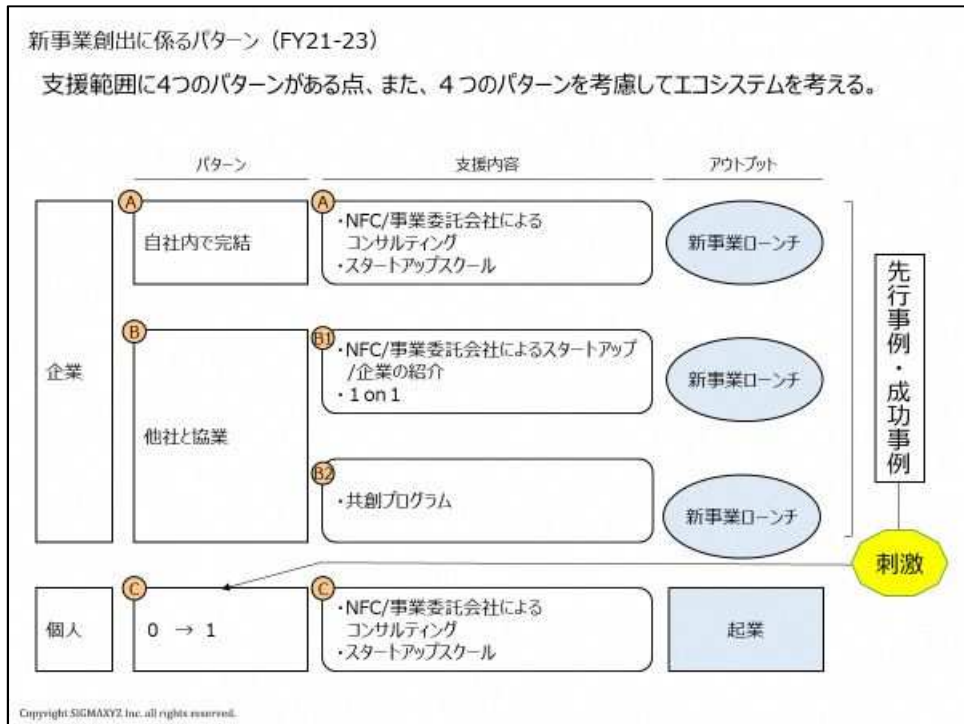 新事業創出に係るパターン（FY21-23）
支援範囲に4つのパターンがある点、また、４つのパターンを考慮してエコシステムを考える。
パターン
支援内容
アウトプット
企業
A
自社内で完結
A
・NFC/事業委託会社による
コンサルティング
・スタートアップスクール
新事業ローンチ
B
他社と協業
B1
・NFC/事業委託会社によるスタートアップ
/企業の紹介
・１on１
新事業ローンチ
B2
・共創プログラム
新事業ローンチ
先行事例・成功事例
刺激
個人
C
０ → １
C
・NFC/事業委託会社による
コンサルティング
・スタートアップスクール
起業
Copyright SIGMAXYZ Inc. all rights reserved.